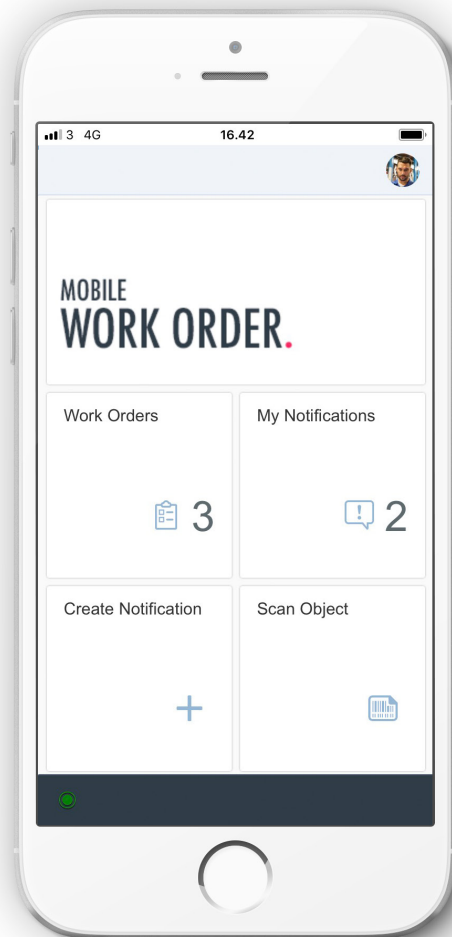 3 4G 16.42
MOBILE
WORK ORDER.
Work Orders
My Notifications
3
2
Create Notification
Scan Object